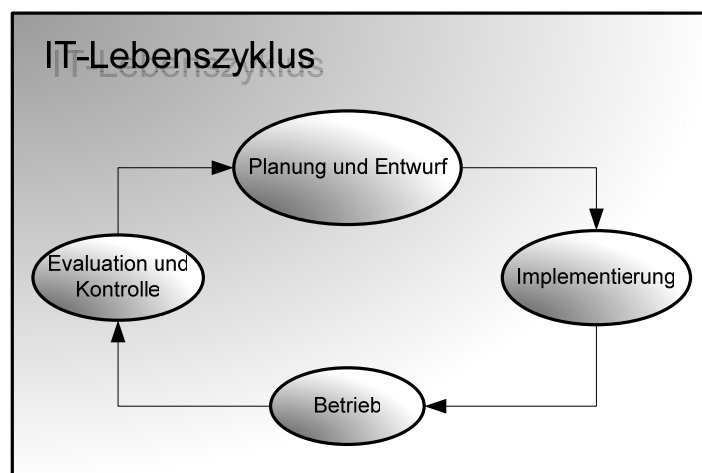 IT-Lebenszyklus
Planung und Entwurf
Evaluation und
Kontrolle
Implementierung
Betrieb